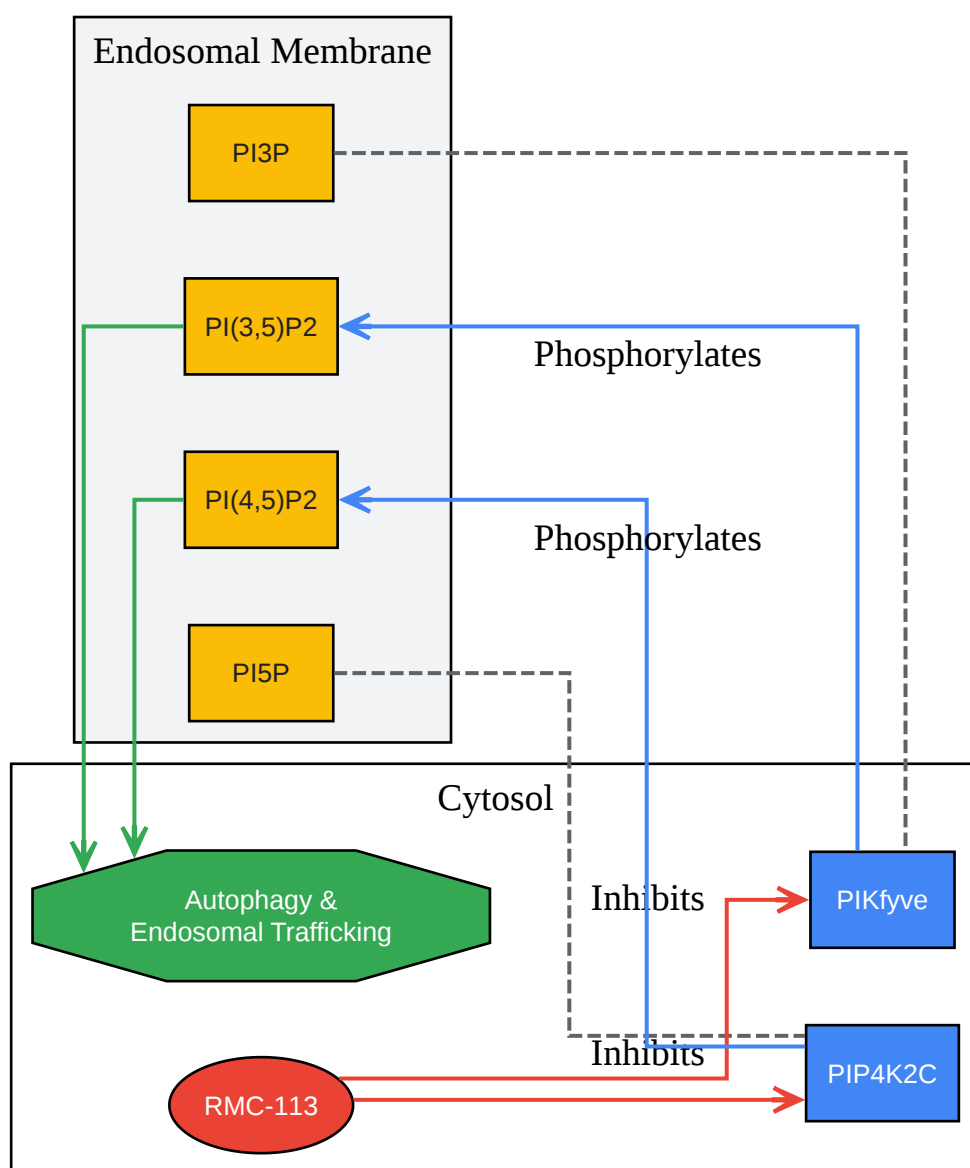 Endosomal Membrane
PI3P
PI(3,5)P2
Phosphorylates
PI(4,5)P2
Phosphorylates
PI5P
Cytosol
Autophagy &
Endosomal Trafficking
Inhibits
PIKfyve
Inhibits
PIP4K2C
RMC-113